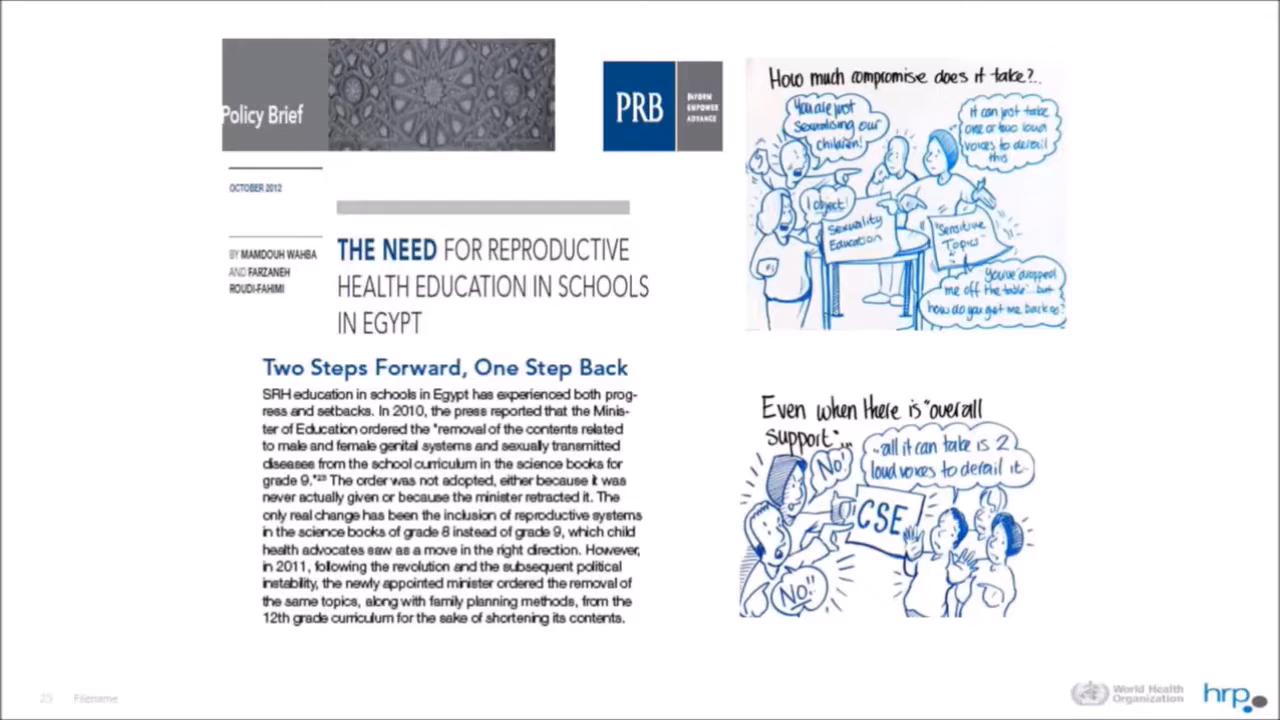 Policy Brief
PRB
INFORM
EMPOWER
ADVANCE
OCTOBER 2012
BY MAMDOUH WAHBA
AND FARZANEH
ROUDI-FAHIMI
THE NEED FOR REPRODUCTIVE
HEALTH EDUCATION IN SCHOOLS
IN EGYPT
Two Steps Forward, One Step Back
SRH education in schools in Egypt has experienced both prog-
ress and setbacks. In 2010, the press reported that the Minis-
ter of Education ordered the "removal of the contents related
to male and female genital systems and sexually transmitted
diseases from the school curriculum in the science books for
grade 9."²³ The order was not adopted, either because it was
never actually given or because the minister retracted it. The
only real change has been the inclusion of reproductive systems
in the science books of grade 8 instead of grade 9, which child
health advocates saw as a move in the right direction. However,
in 2011, following the revolution and the subsequent political
instability, the newly appointed minister ordered the removal of
the same topics, along with family planning methods, from the
12th grade curriculum for the sake of shortening its contents.
How much compromise does it take?..
You are just
sexualising our
children!
It can just take
one or two loud
voices to derail
this
I object!
Sexuality
Education
"Sensitive
Topic"
You've dropped
me off the table"... but
how do you get me back on?
Even when there is "overall
support"...
..all it can take is 2
loud voices to derail it..
No!
CSE
No!!
25
Filename
World Health
Organization
hrp